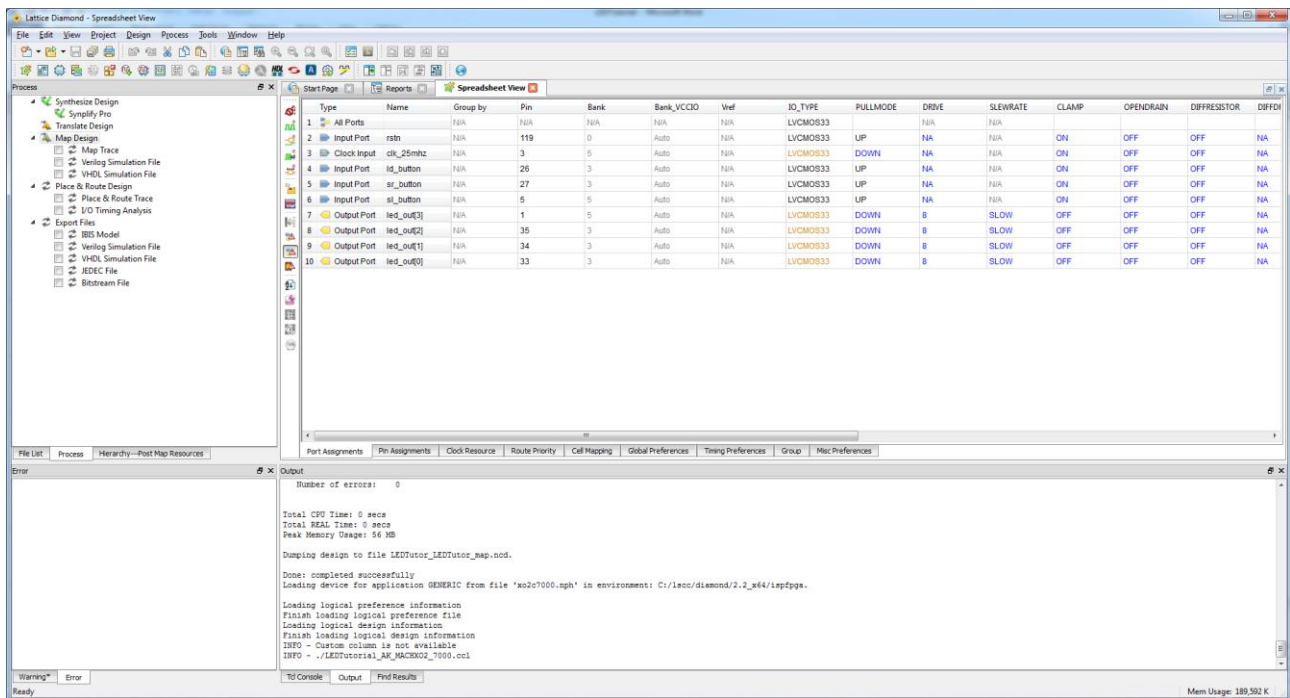 Lattice Diamond - Spreadsheet View
File Edit View Project Design Process Tools Window Help
Process
Synthesize Design
Synplify Pro
Translate Design
Map Design
Map Trace
Verilog Simulation File
VHDL Simulation File
Place & Route Design
Place & Route Trace
I/O Timing Analysis
Export Files
IBIS Model
Verilog Simulation File
VHDL Simulation File
JEDEC File
Bitstream File
File List Process Hierarchy---Post Map Resources
Start Page Reports Spreadsheet View
Type Name Group by Pin Bank Bank_VCCIO Vref IO_TYPE PULLMODE DRIVE SLEWRATE CLAMP OPENDRAIN DIFFRESISTOR DIFFDI
1 All Ports N/A N/A N/A N/A N/A LVCMOS33 N/A N/A
2 Input Port rstn N/A 119 0 Auto N/A LVCMOS33 UP NA N/A ON OFF OFF NA
3 Clock Input clk_25mhz N/A 3 5 Auto N/A LVCMOS33 DOWN NA N/A ON OFF OFF NA
4 Input Port ld_button N/A 26 3 Auto N/A LVCMOS33 UP NA N/A ON OFF OFF NA
5 Input Port sr_button N/A 27 3 Auto N/A LVCMOS33 UP NA N/A ON OFF OFF NA
6 Input Port sl_button N/A 5 5 Auto N/A LVCMOS33 UP NA N/A ON OFF OFF NA
7 Output Port led_out[3] N/A 1 5 Auto N/A LVCMOS33 DOWN 8 SLOW OFF OFF OFF NA
8 Output Port led_out[2] N/A 35 3 Auto N/A LVCMOS33 DOWN 8 SLOW OFF OFF OFF NA
9 Output Port led_out[1] N/A 34 3 Auto N/A LVCMOS33 DOWN 8 SLOW OFF OFF OFF NA
10 Output Port led_out[0] N/A 33 3 Auto N/A LVCMOS33 DOWN 8 SLOW OFF OFF OFF NA
Port Assignments Pin Assignments Clock Resource Route Priority Cell Mapping Global Preferences Timing Preferences Group Misc Preferences
Error
Warning* Error
Output
Number of errors: 0
Total CPU Time: 0 secs
Total REAL Time: 0 secs
Peak Memory Usage: 56 MB
Dumping design to file LEDTutor_LEDTutor_map.ncd.
Done: completed successfully
Loading device for application GENERIC from file 'xo2c7000.nph' in environment: C:/lscc/diamond/2.2_x64/ispfpga.
Loading logical preference information
Finish loading logical preference file
Loading logical design information
Finish loading logical design information
INFO - Custom column is not available
INFO - ./LEDTutorial_AK_MACHXO2_7000.ccl
Tcl Console Output Find Results
Ready
Mem Usage: 189,592 K